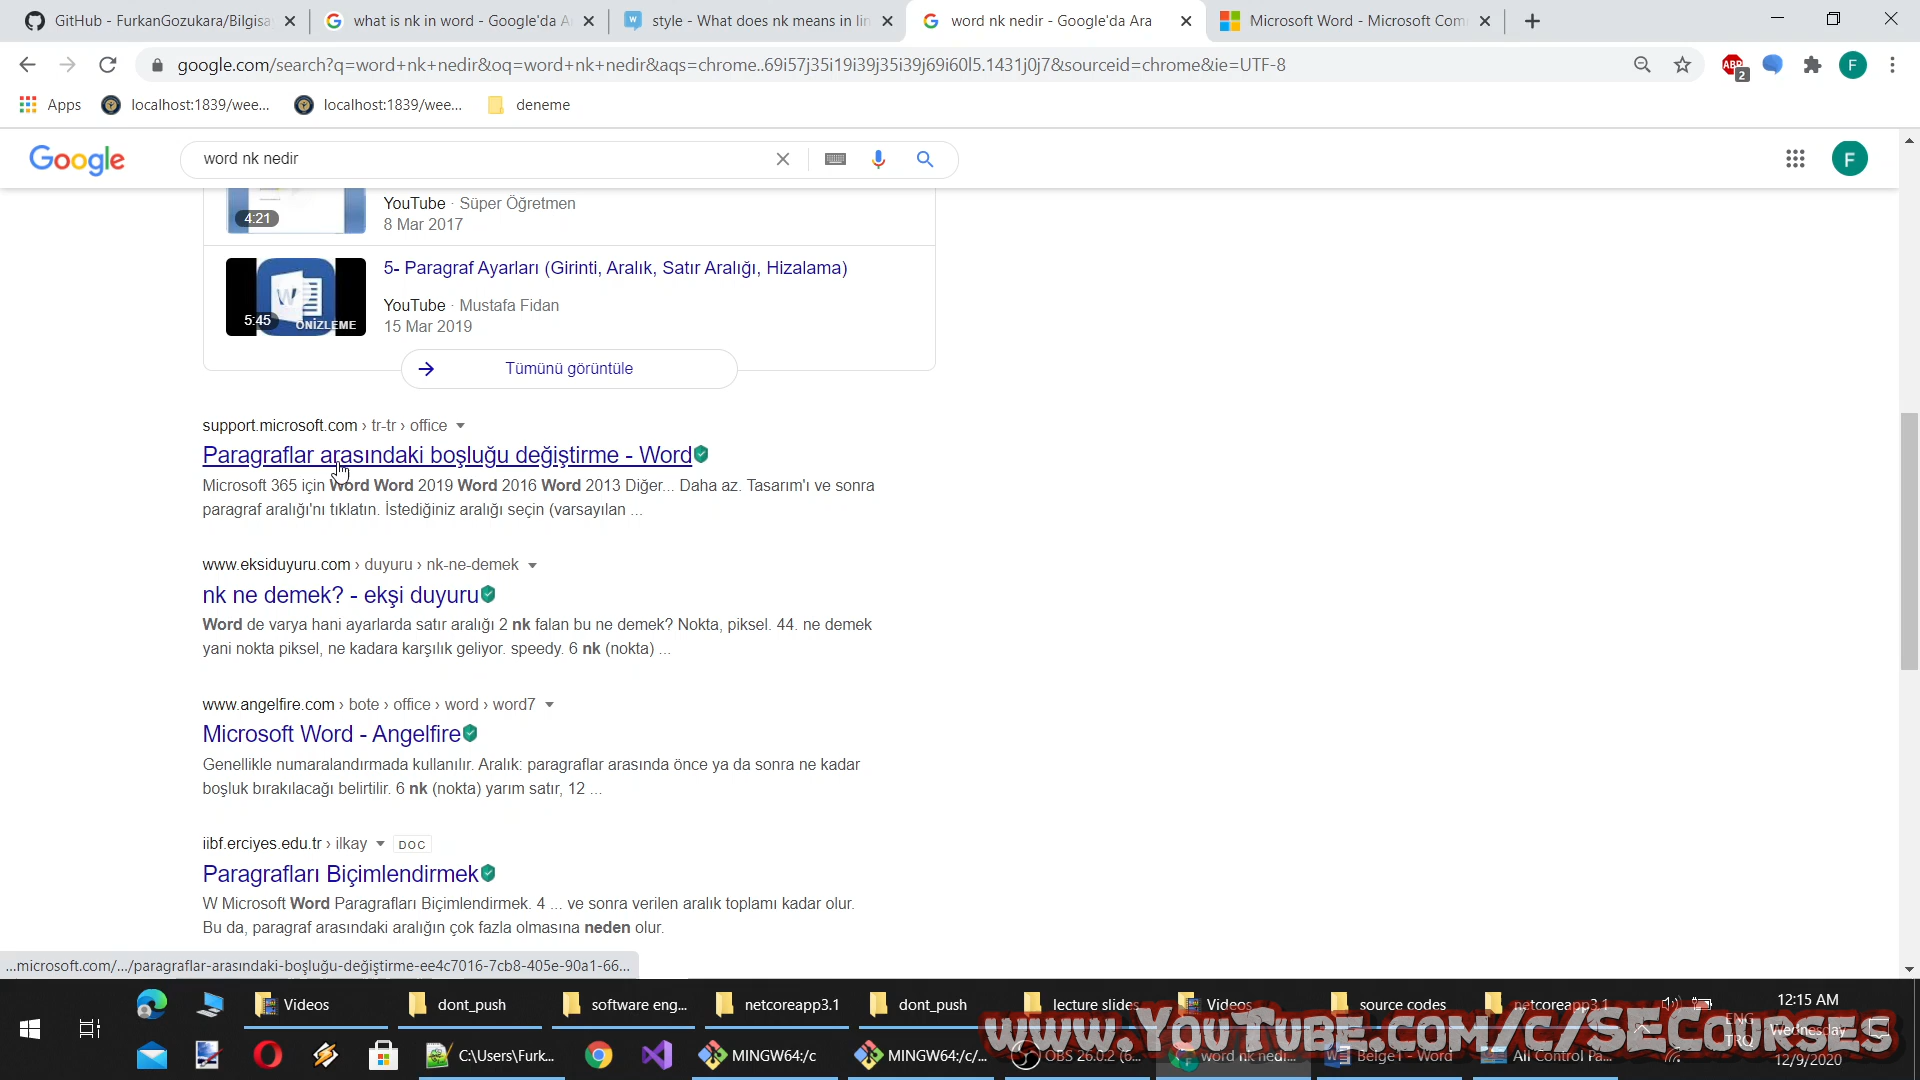 GitHub - FurkanGozukara/Bilgisa
what is nk in word - Google'da A
style - What does nk means in lin
word nk nedir - Google'da Ara
Microsoft Word - Microsoft Com
google.com/search?q=word+nk+nedir&oq=word+nk+nedir&aqs=chrome..69i57j35i19i39j35i39j69i60l5.1431j0j7&sourceid=chrome&ie=UTF-8
ABP
2
F
Apps
localhost:1839/wee...
localhost:1839/wee...
deneme
Google
word nk nedir
F
4:21
YouTube · Süper Öğretmen
8 Mar 2017
5- Paragraf Ayarları (Girinti, Aralık, Satır Aralığı, Hizalama)
5:45
ÖNİZLEME
YouTube · Mustafa Fidan
15 Mar 2019
Tümünü görüntüle
support.microsoft.com › tr-tr › office
Paragraflar arasındaki boşluğu değiştirme - Word
Microsoft 365 için Word Word 2019 Word 2016 Word 2013 Diğer... Daha az. Tasarım'ı ve sonra
paragraf aralığı'nı tıklatın. İstediğiniz aralığı seçin (varsayılan ...
www.eksiduyuru.com › duyuru › nk-ne-demek
nk ne demek? - ekşi duyuru
Word de varya hani ayarlarda satır aralığı 2 nk falan bu ne demek? Nokta, piksel. 44. ne demek
yani nokta piksel, ne kadara karşılık geliyor. speedy. 6 nk (nokta) ...
www.angelfire.com › bote › office › word › word7
Microsoft Word - Angelfire
Genellikle numaralandırmada kullanılır. Aralık: paragraflar arasında önce ya da sonra ne kadar
boşluk bırakılacağı belirtilir. 6 nk (nokta) yarım satır, 12 ...
iibf.erciyes.edu.tr › ilkay DOC
Paragrafları Biçimlendirmek
W Microsoft Word Paragrafları Biçimlendirmek. 4 ... ve sonra verilen aralık toplamı kadar olur.
Bu da, paragraf arasındaki aralığın çok fazla olmasına neden olur.
...microsoft.com/.../paragraflar-arasındaki-boşluğu-değiştirme-ee4c7016-7cb8-405e-90a1-66...
Videos
dont_push
software eng...
netcoreapp3.1
dont_push
lecture slides
Videos
source codes
netcoreapp3.1
12:15 AM
C:\Users\Furk...
MINGW64:/c
MINGW64:/c/...
OBS 26.0.2 (6...
word nk nedi...
Belge1 - Word
All Control Pa...
ENG
TRQ
Wednesday
12/9/2020
www.YouTube.com/c/SECourses